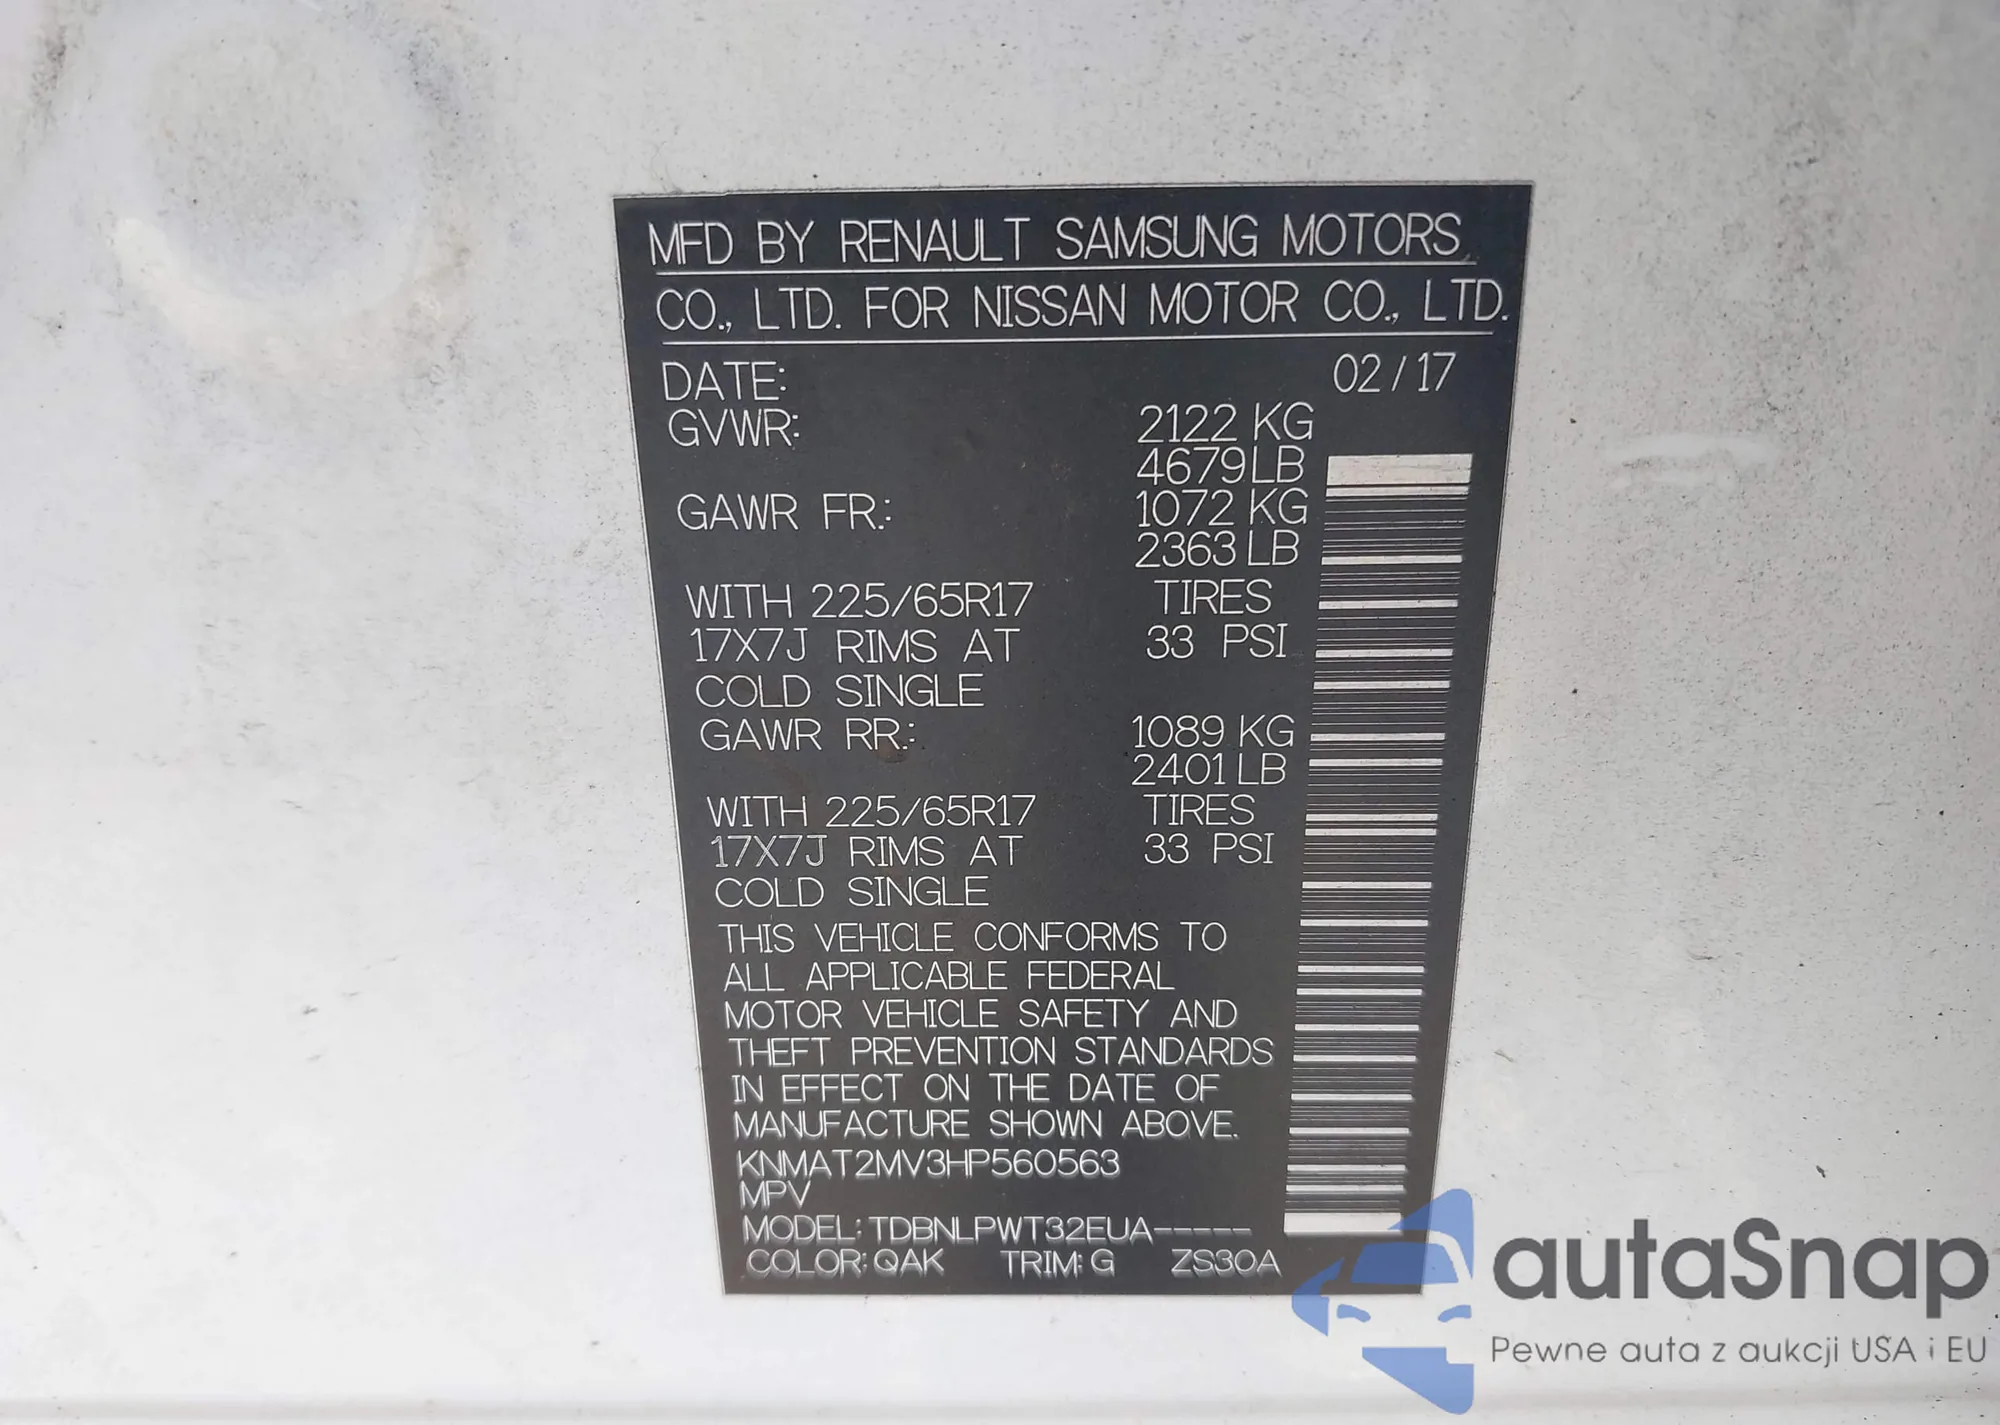 MFD BY RENAULT SAMSUNG MOTORS
CO., LTD. FOR NISSAN MOTOR CO., LTD.
DATE: 02/17
GVWR: 2122 KG
4679 LB
GAWR FR.: 1072 KG
2363 LB
WITH 225/65R17 TIRES
17X7J RIMS AT 33 PSI
COLD SINGLE
GAWR RR.: 1089 KG
2401 LB
WITH 225/65R17 TIRES
17X7J RIMS AT 33 PSI
COLD SINGLE
THIS VEHICLE CONFORMS TO
ALL APPLICABLE FEDERAL
MOTOR VEHICLE SAFETY AND
THEFT PREVENTION STANDARDS
IN EFFECT ON THE DATE OF
MANUFACTURE SHOWN ABOVE.
KNMAT2MV3HP560563
MPV
MODEL: TDBNLPWT32EUA-----
COLOR: QAK TRIM: G ZS30A
autaSnap
Pewne auta z aukcji USA i EU